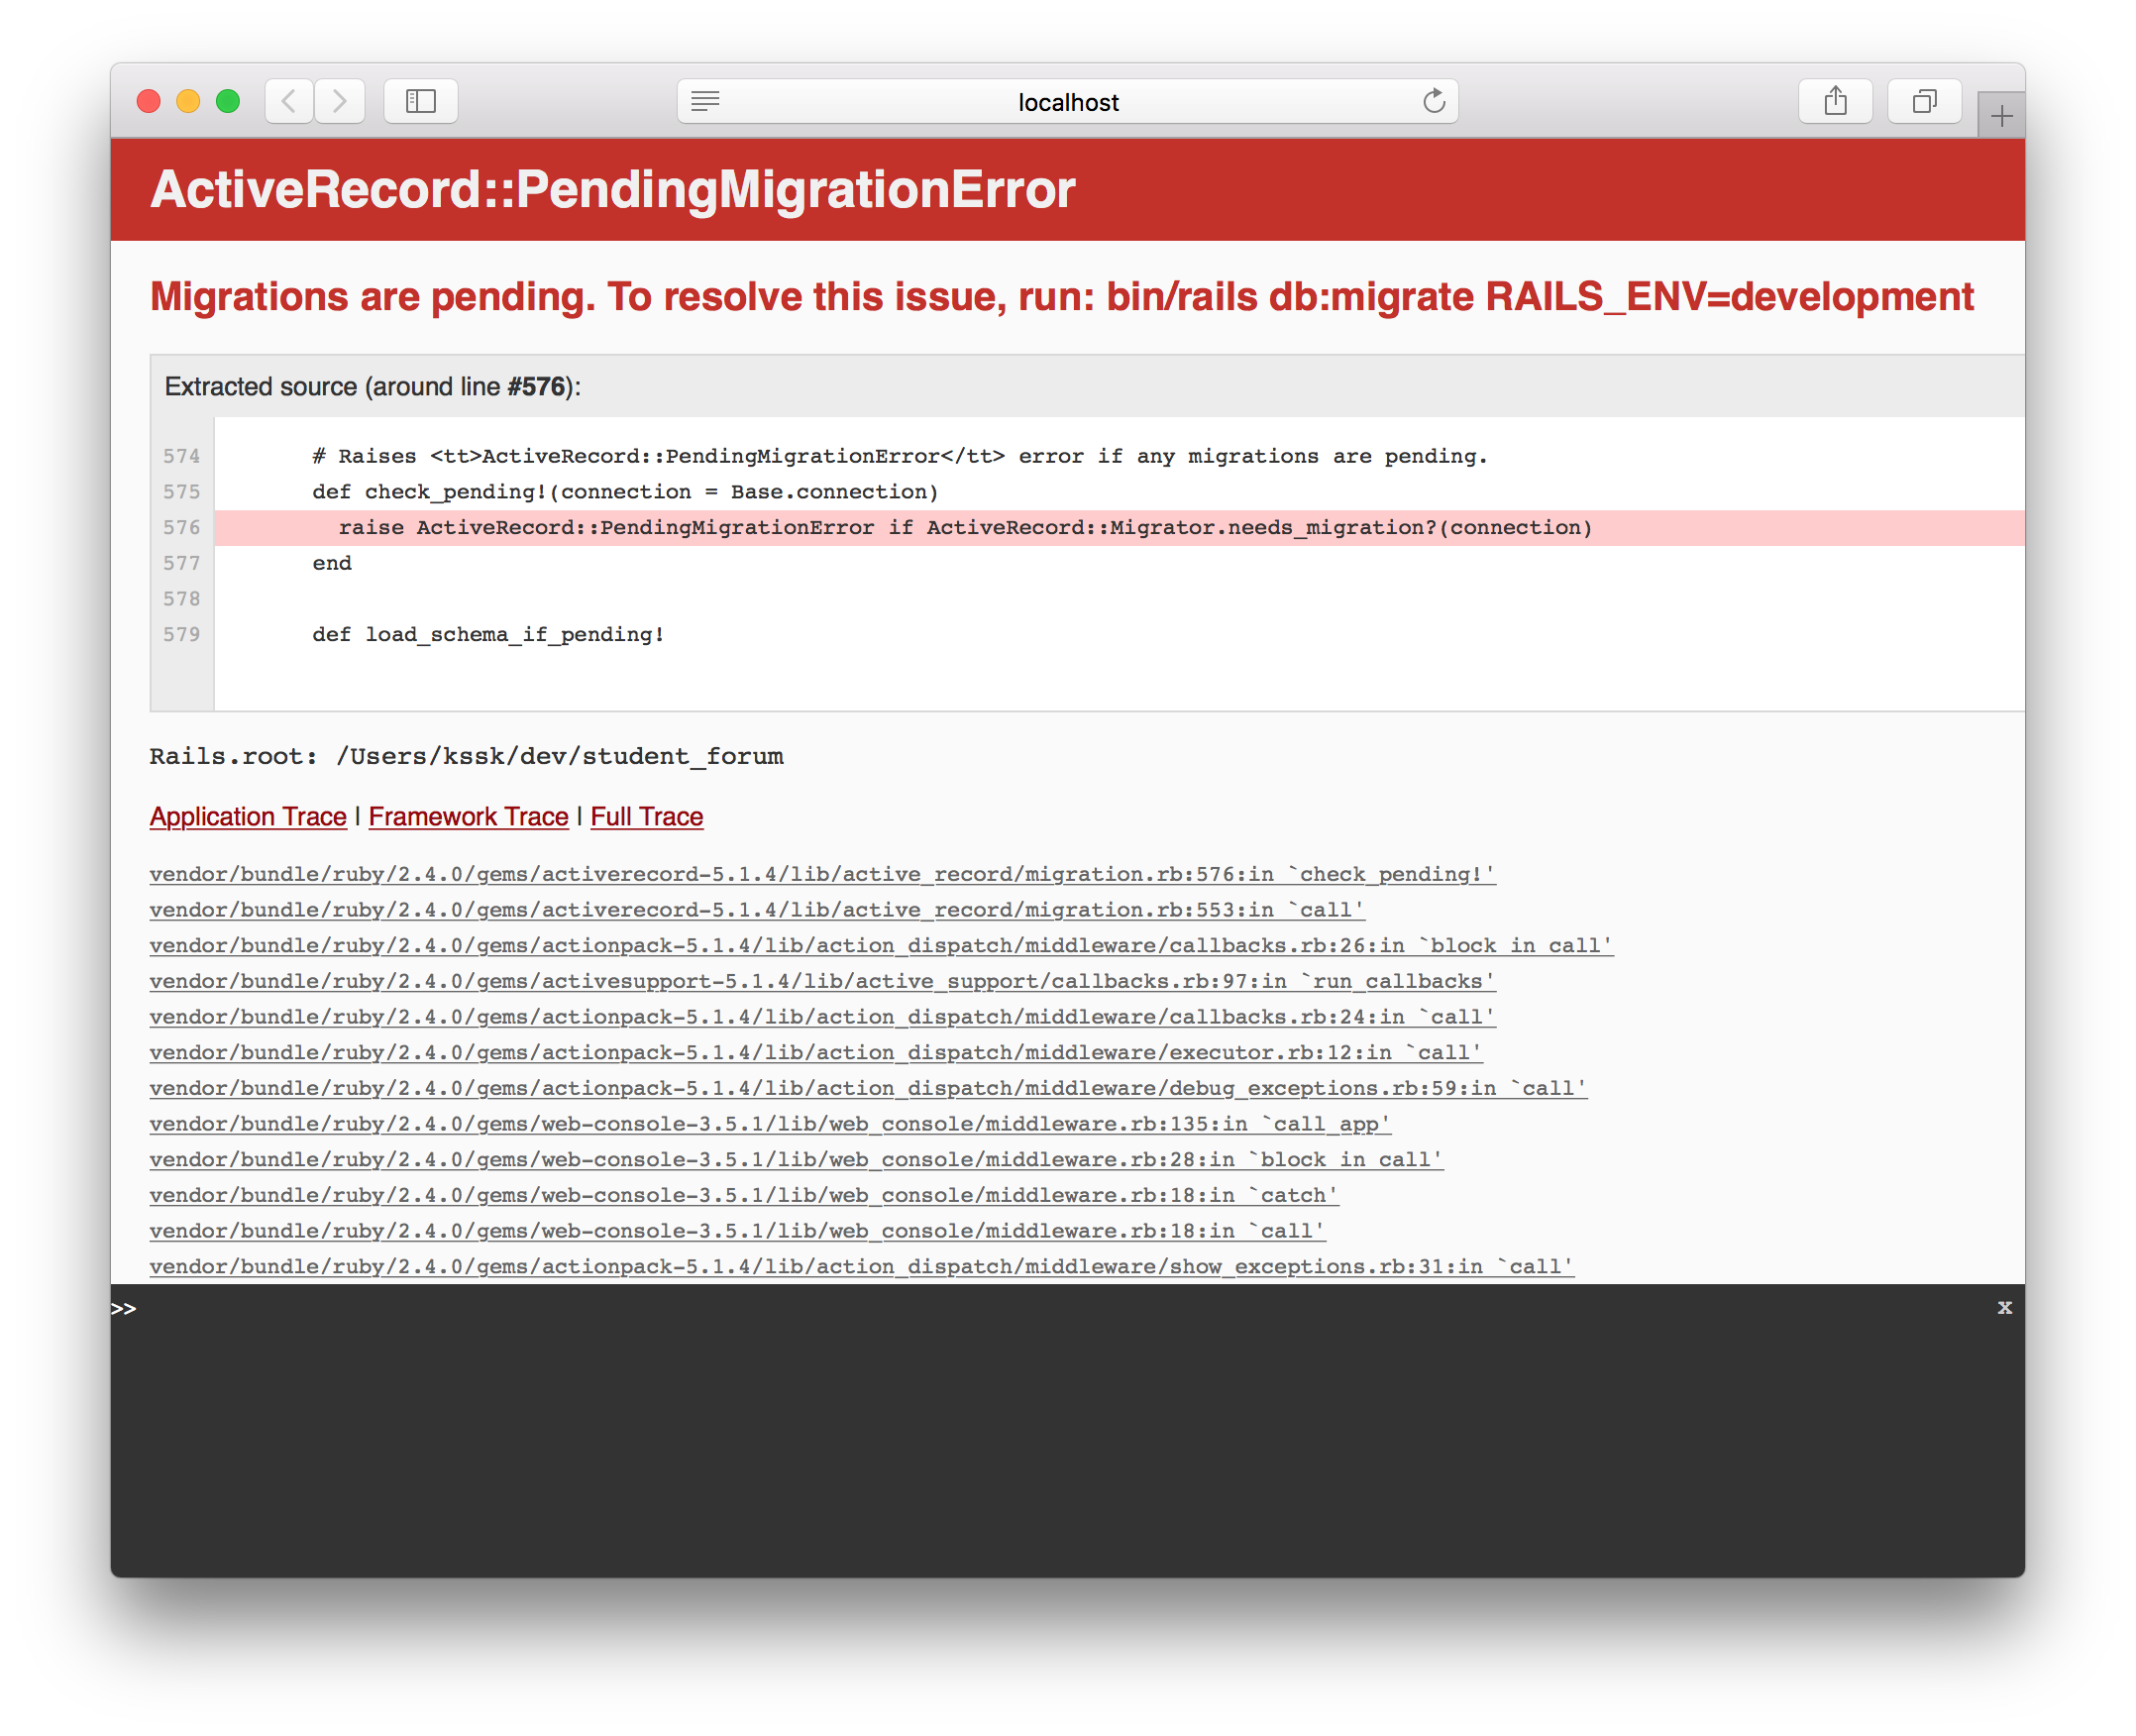 localhost
ActiveRecord::PendingMigrationError
Migrations are pending. To resolve this issue, run: bin/rails db:migrate RAILS_ENV=development
Extracted source (around line #576):
574 # Raises <tt>ActiveRecord::PendingMigrationError</tt> error if any migrations are pending.
575 def check_pending!(connection = Base.connection)
576 raise ActiveRecord::PendingMigrationError if ActiveRecord::Migrator.needs_migration?(connection)
577 end
578
579 def load_schema_if_pending!
Rails.root: /Users/kssk/dev/student_forum
Application Trace | Framework Trace | Full Trace
vendor/bundle/ruby/2.4.0/gems/activerecord-5.1.4/lib/active_record/migration.rb:576:in `check_pending!'
vendor/bundle/ruby/2.4.0/gems/activerecord-5.1.4/lib/active_record/migration.rb:553:in `call'
vendor/bundle/ruby/2.4.0/gems/actionpack-5.1.4/lib/action_dispatch/middleware/callbacks.rb:26:in `block in call'
vendor/bundle/ruby/2.4.0/gems/activesupport-5.1.4/lib/active_support/callbacks.rb:97:in `run_callbacks'
vendor/bundle/ruby/2.4.0/gems/actionpack-5.1.4/lib/action_dispatch/middleware/callbacks.rb:24:in `call'
vendor/bundle/ruby/2.4.0/gems/actionpack-5.1.4/lib/action_dispatch/middleware/executor.rb:12:in `call'
vendor/bundle/ruby/2.4.0/gems/actionpack-5.1.4/lib/action_dispatch/middleware/debug_exceptions.rb:59:in `call'
vendor/bundle/ruby/2.4.0/gems/web-console-3.5.1/lib/web_console/middleware.rb:135:in `call_app'
vendor/bundle/ruby/2.4.0/gems/web-console-3.5.1/lib/web_console/middleware.rb:28:in `block in call'
vendor/bundle/ruby/2.4.0/gems/web-console-3.5.1/lib/web_console/middleware.rb:18:in `catch'
vendor/bundle/ruby/2.4.0/gems/web-console-3.5.1/lib/web_console/middleware.rb:18:in `call'
vendor/bundle/ruby/2.4.0/gems/actionpack-5.1.4/lib/action_dispatch/middleware/show_exceptions.rb:31:in `call'
>> x